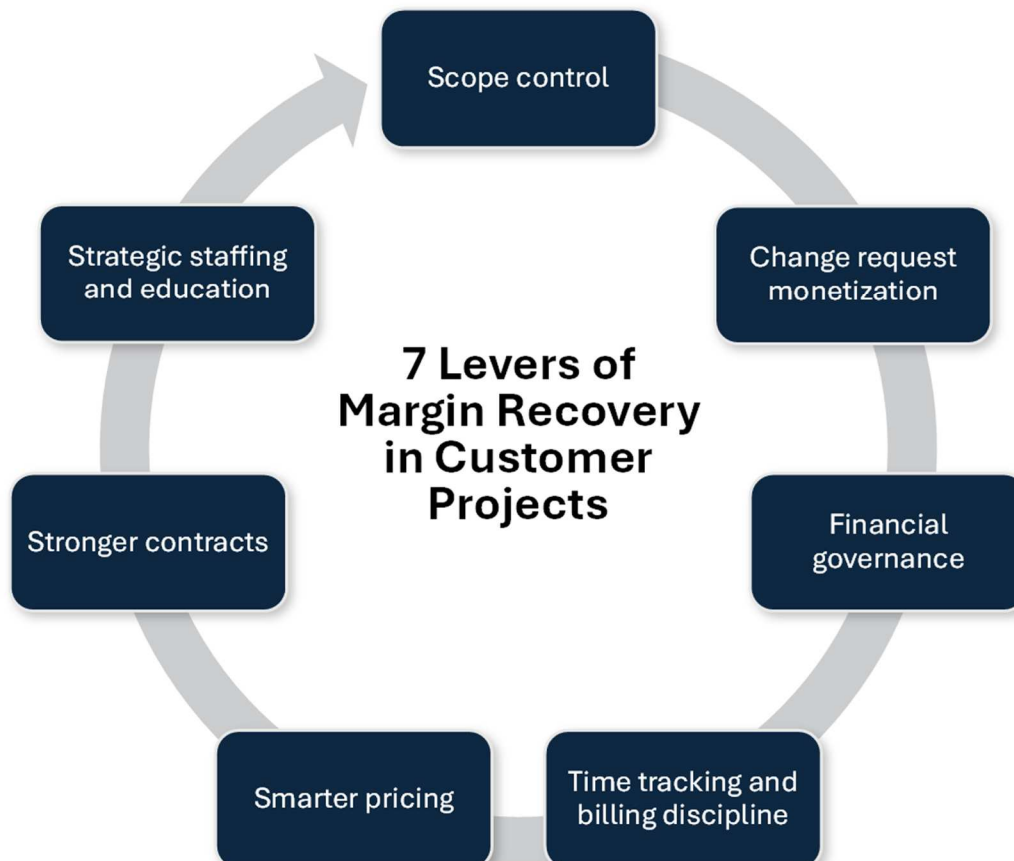 Scope control
Change request
monetization
Financial
governance
Time tracking and
billing discipline
Smarter pricing
Stronger contracts
Strategic staffing
and education
7 Levers of
Margin Recovery
in Customer
Projects